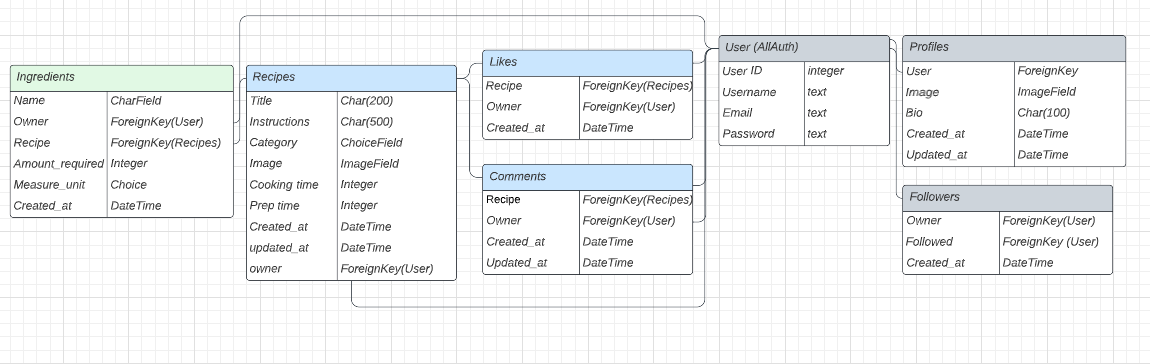 Ingredients
Name CharField
Owner ForeignKey(User)
Recipe ForeignKey(Recipes)
Amount_required Integer
Measure_unit Choice
Created_at DateTime
Recipes
Title Char(200)
Instructions Char(500)
Category ChoiceField
Image ImageField
Cooking time Integer
Prep time Integer
Created_at DateTime
updated_at DateTime
owner ForeignKey(User)
Likes
Recipe ForeignKey(Recipes)
Owner ForeignKey(User)
Created_at DateTime
Comments
Recipe ForeignKey(Recipes)
Owner ForeignKey(User)
Created_at DateTime
Updated_at DateTime
User (AllAuth)
User ID integer
Username text
Email text
Password text
Profiles
User ForeignKey
Image ImageField
Bio Char(100)
Created_at DateTime
Updated_at DateTime
Followers
Owner ForeignKey(User)
Followed ForeignKey (User)
Created_at DateTime